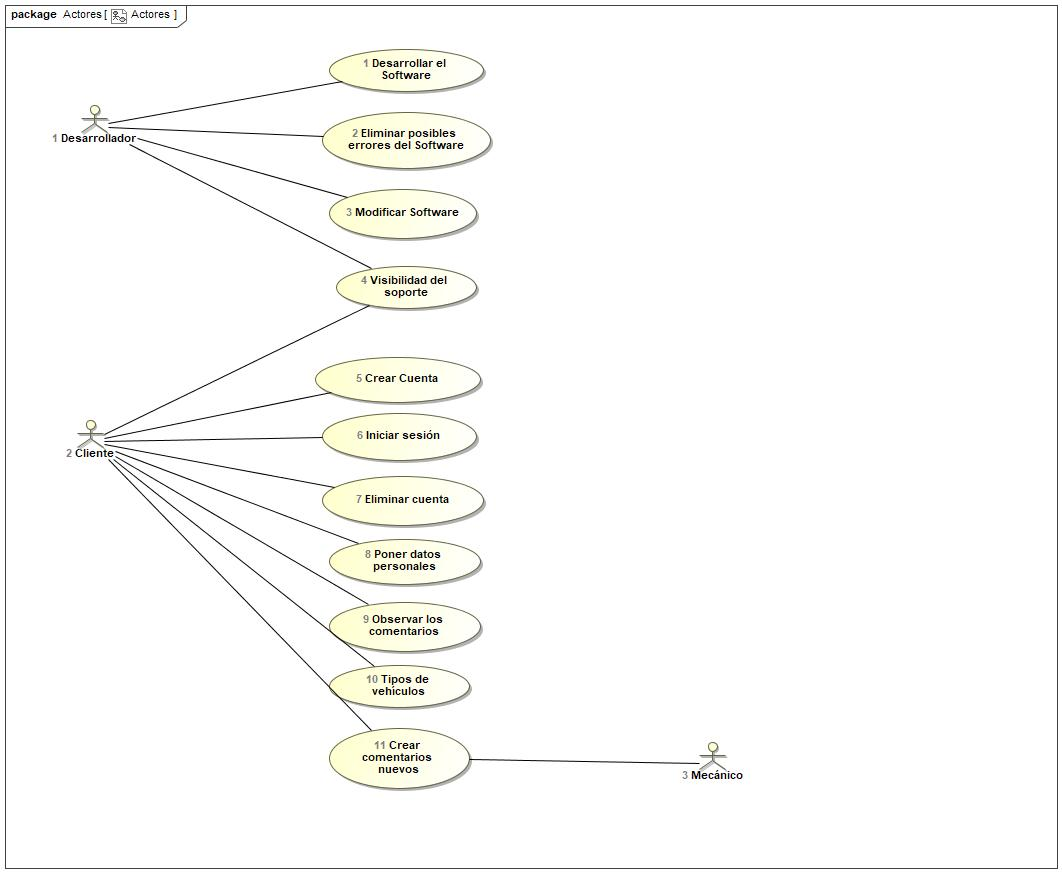 package Actores [ Actores ]
1 Desarrollar el
Software
1 Desarrollador
2 Eliminar posibles
errores del Software
3 Modificar Software
4 Visibilidad del
soporte
5 Crear Cuenta
2 Cliente
6 Iniciar sesión
7 Eliminar cuenta
8 Poner datos
personales
9 Observar los
comentarios
10 Tipos de
vehículos
11 Crear
comentarios
nuevos
3 Mecánico